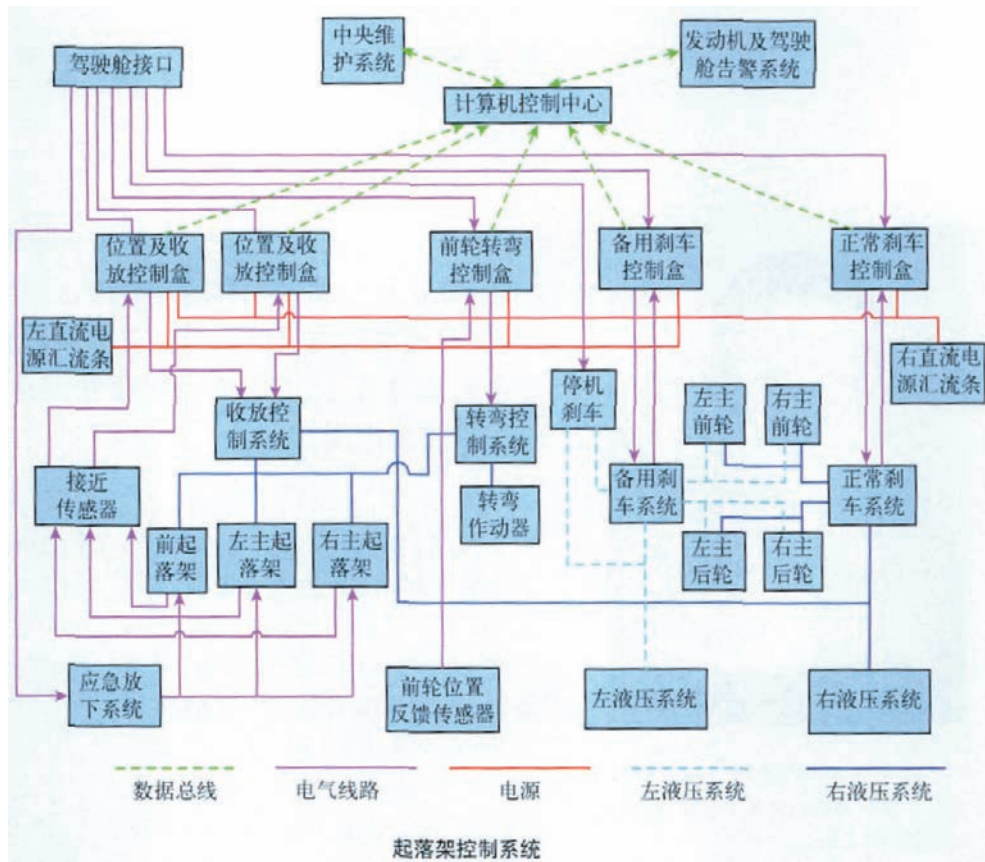 中央维
护系统
发动机及驾驶
舱告警系统
驾驶舱接口
计算机控制中心
位置及收
放控制盒
位置及收
放控制盒
前轮转弯
控制盒
备用刹车
控制盒
正常刹车
控制盒
左直流电
源汇流条
右直流电
源汇流条
收放控
制系统
转弯控
制系统
停机
刹车
左主
前轮
右主
前轮
接近
传感器
备用刹
车系统
正常刹
车系统
转弯
作动器
前起
落架
左主起
落架
右主起
落架
左主
后轮
右主
后轮
应急放
下系统
前轮位置
反馈传感器
左液压系统
右液压系统
数据总线
电气线路
电源
左液压系统
右液压系统
起落架控制系统